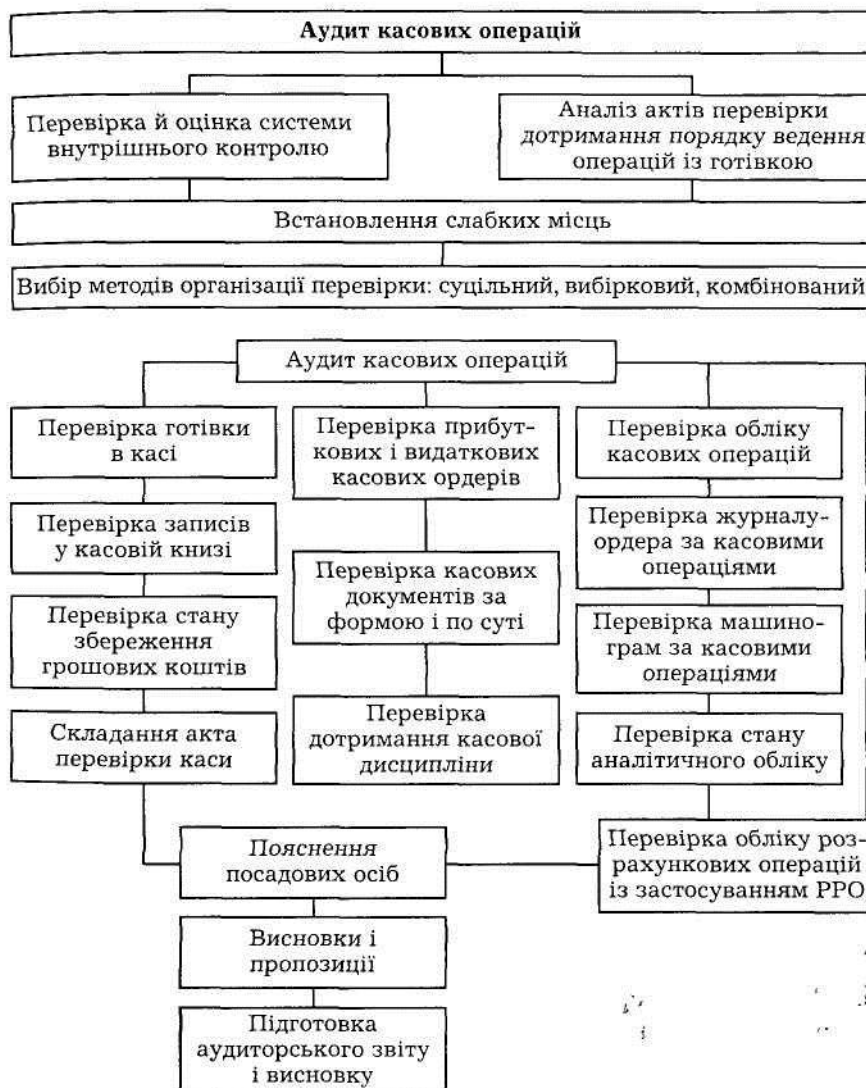 Аудит касових операцій
Перевірка й оцінка системи
внутрішнього контролю
Аналіз актів перевірки
дотримання порядку ведення
операцій із готівкою
Встановлення слабких місць
Вибір методів організації перевірки: суцільний, вибірковий, комбінований
Аудит касових операцій
Перевірка готівки
в касі
Перевірка записів
у касовій книзі
Перевірка стану
збереження
грошових коштів
Складання акта
перевірки каси
Перевірка прибут-
кових і видаткових
касових ордерів
Перевірка касових
документів за
формою і по суті
Перевірка
дотримання касової
дисципліни
Перевірка обліку
касових операцій
Перевірка журналу-
ордера за касовими
операціями
Перевірка машино-
грам за касовими
операціями
Перевірка стану
аналітичного обліку
Перевірка обліку роз-
рахункових операцій
із застосуванням РРО
Пояснення
посадових осіб
Висновки і
пропозиції
Підготовка
аудиторського звіту
і висновку